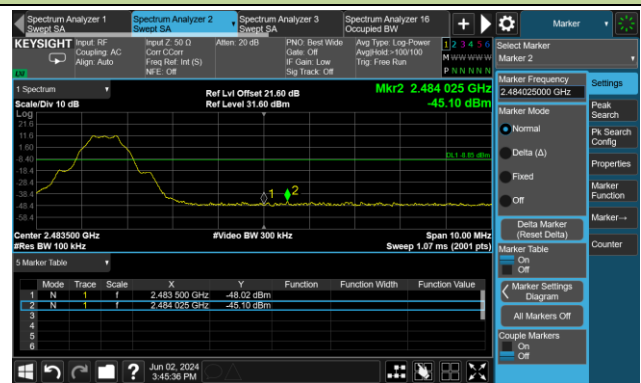 Spectrum Analyzer 1
Swept SA
Spectrum Analyzer 2
Swept SA
Spectrum Analyzer 3
Swept SA
Spectrum Analyzer 16
Occupied BW
Marker
KEYSIGHT
Input: RF
Coupling: AC
Align: Auto
Input Z: 50 Ω
Corr CCorr
Freq Ref: Int (S)
NFE: Off
Atten: 20 dB
PNO: Best Wide
Gate: Off
IF Gain: Low
Sig Track: Off
Avg Type: Log-Power
Avg|Hold:>100/100
Trig: Free Run
1 2 3 4 5 6
M W W W W W
P N N N N N
LVI
1 Spectrum
Scale/Div 10 dB
Log
Ref Lvl Offset 21.60 dB
Ref Level 31.60 dBm
Mkr2 2.484 025 GHz
-45.10 dBm
21.6
11.6
1.60
-8.40
-18.4
-28.4
-38.4
-48.4
-58.4
1
2
Center 2.483500 GHz
#Res BW 100 kHz
#Video BW 300 kHz
Span 10.00 MHz
Sweep 1.07 ms (2001 pts)
5 Marker Table
Mode Trace Scale X Y Function Function Width Function Value
1 N 1 f 2.483 500 GHz -48.02 dBm
2 N 1 f 2.484 025 GHz -45.10 dBm
3
4
5
6
Select Marker
Marker 2
Marker Frequency
2.484025000 GHz
Marker Mode
Normal
Delta (Δ)
Fixed
Off
Delta Marker
(Reset Delta)
Marker Table
On
Off
Marker Settings
Diagram
All Markers Off
Couple Markers
On
Off
Settings
Peak
Search
Pk Search
Config
Properties
Marker
Function
Marker→
Counter
?
Jun 02, 2024
3:45:36 PM